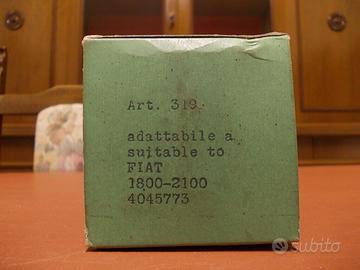 Art. 319
adattabile a
suitable to
FIAT
1800-2100
4045773
subito